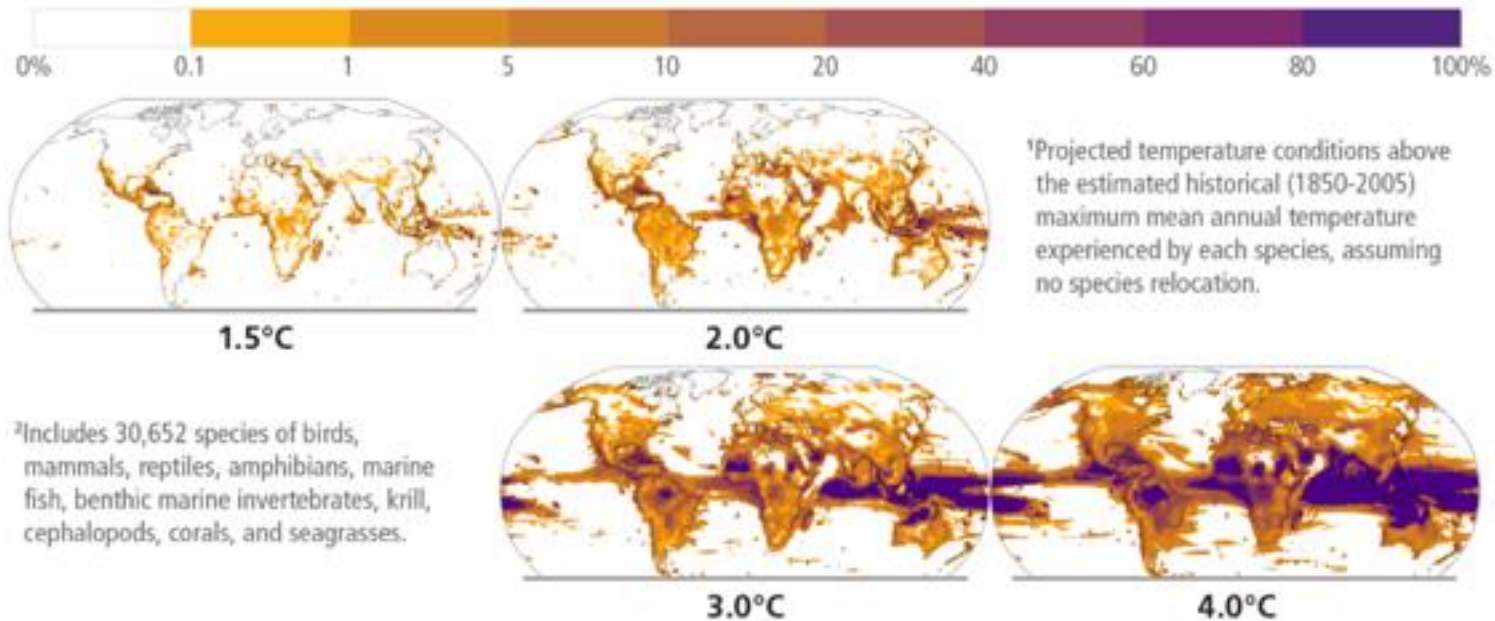 0% 0.1 1 5 10 20 40 60 80 100%
¹Projected temperature conditions above
the estimated historical (1850-2005)
maximum mean annual temperature
experienced by each species, assuming
no species relocation.
1.5°C 2.0°C
²Includes 30,652 species of birds,
mammals, reptiles, amphibians, marine
fish, benthic marine invertebrates, krill,
cephalopods, corals, and seagrasses.
3.0°C 4.0°C